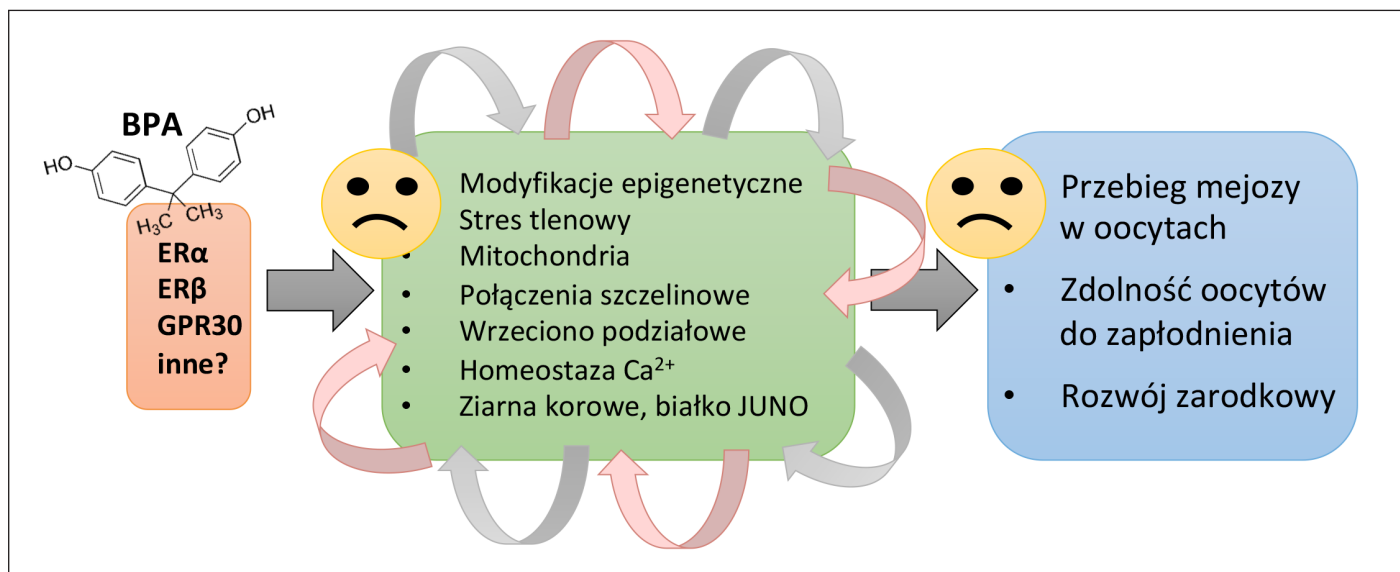 BPA
OH
HO
H₃C
CH₃
ERα
ERβ
GPR30
inne?
Modyfikacje epigenetyczne
Stres tlenowy
• Mitochondria
• Połączenia szczelinowe
• Wrzeciono podziałowe
• Homeostaza Ca²⁺
• Ziarna korowe, białko JUNO
Przebieg mejozy
w oocytach
• Zdolność oocytów
do zapłodnienia
• Rozwój zarodkowy